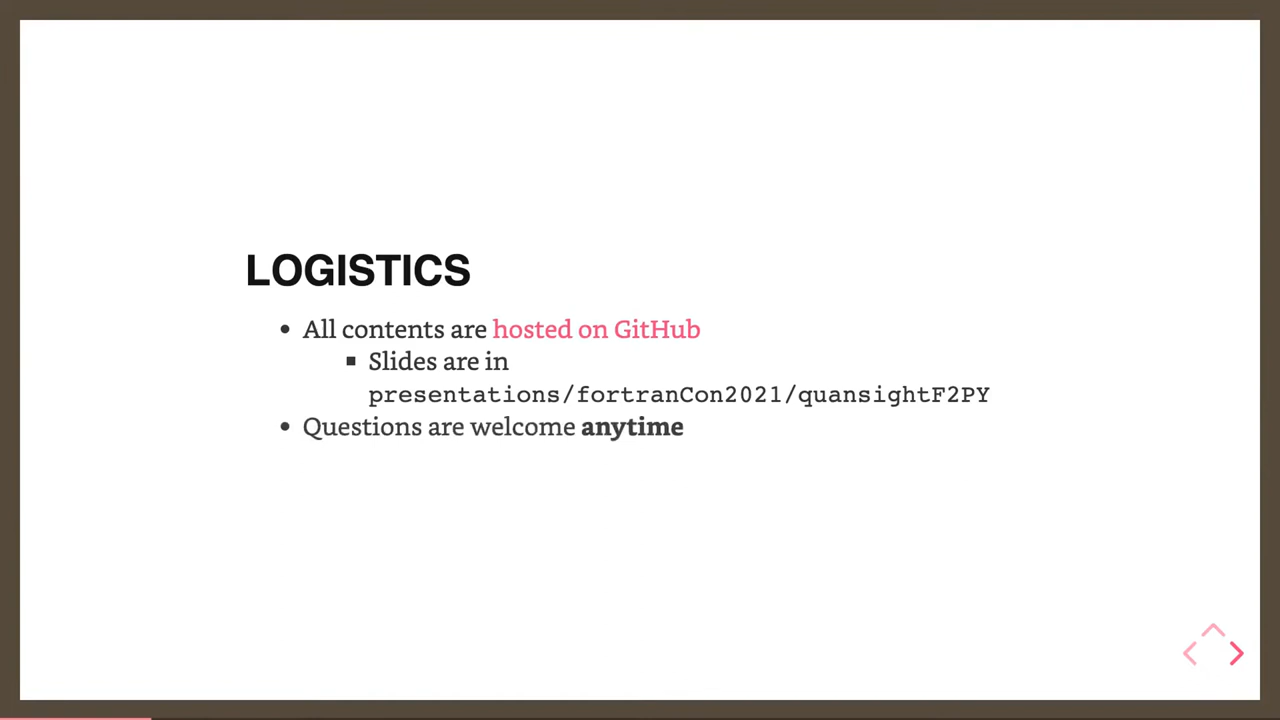 LOGISTICS
All contents are hosted on GitHub
Slides are in
presentations/fortranCon2021/quansightF2PY
Questions are welcome anytime